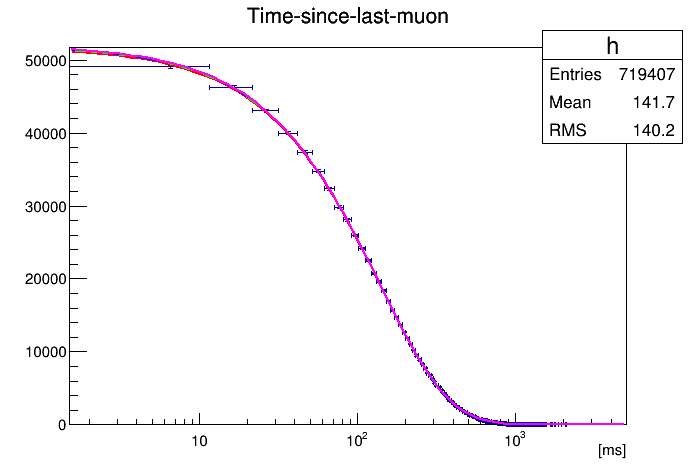 Time-since-last-muon
h
Entries 719407
Mean 141.7
RMS 140.2
50000
40000
30000
20000
10000
0
10 10² 10³
[ms]